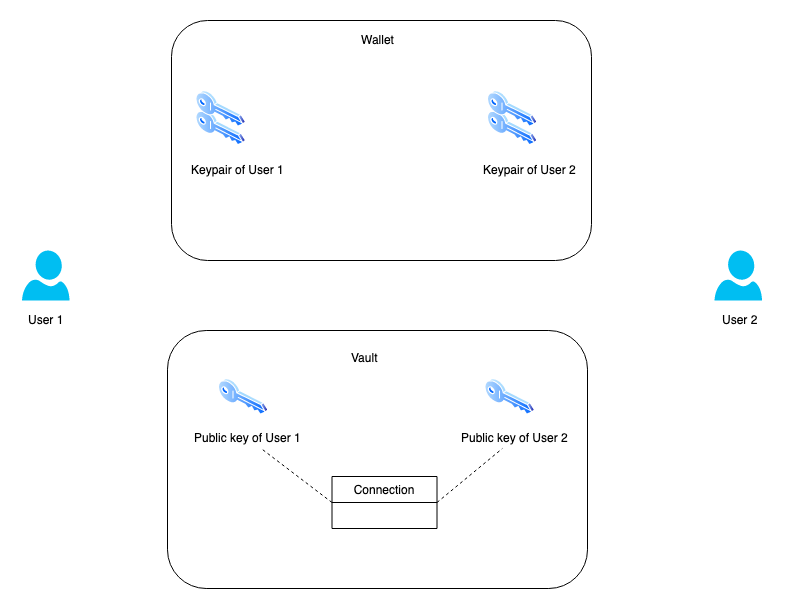 Wallet
Keypair of User 1
Keypair of User 2
User 1
User 2
Vault
Public key of User 1
Public key of User 2
Connection